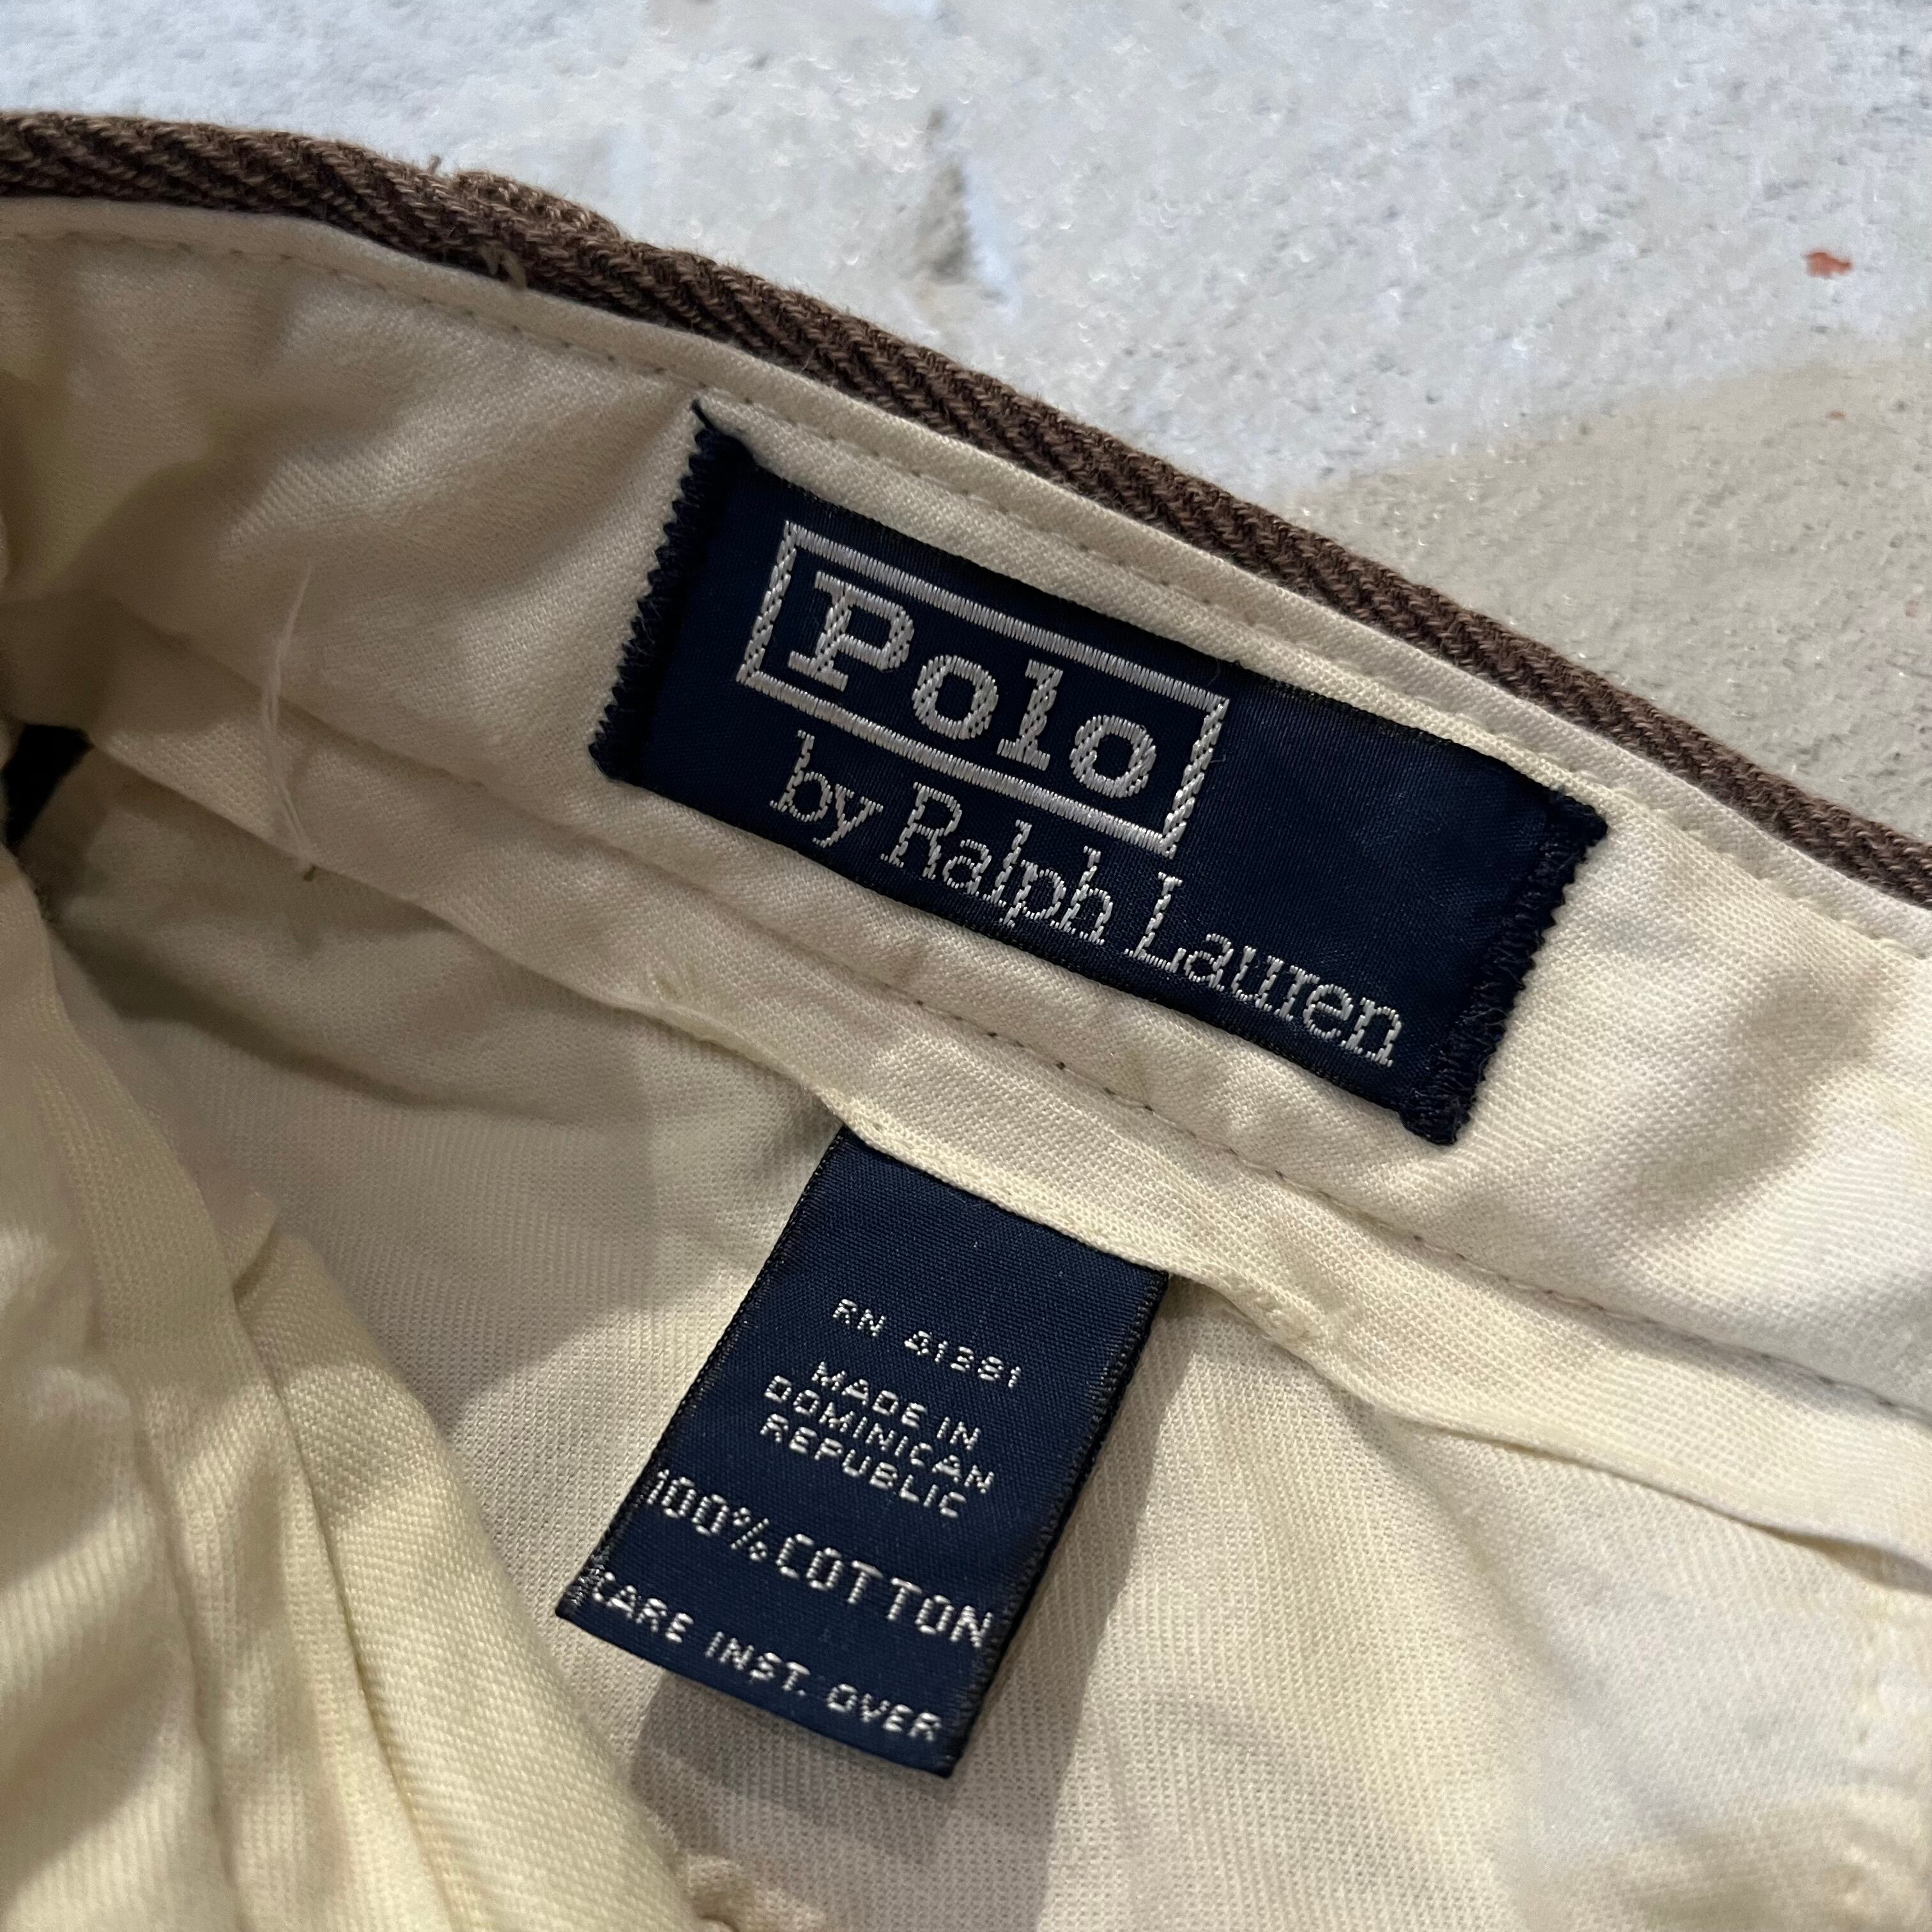 Polo
by Ralph Lauren
RN 41381
MADE IN
DOMINICAN
REPUBLIC
100% COTTON
CARE INST. OVER